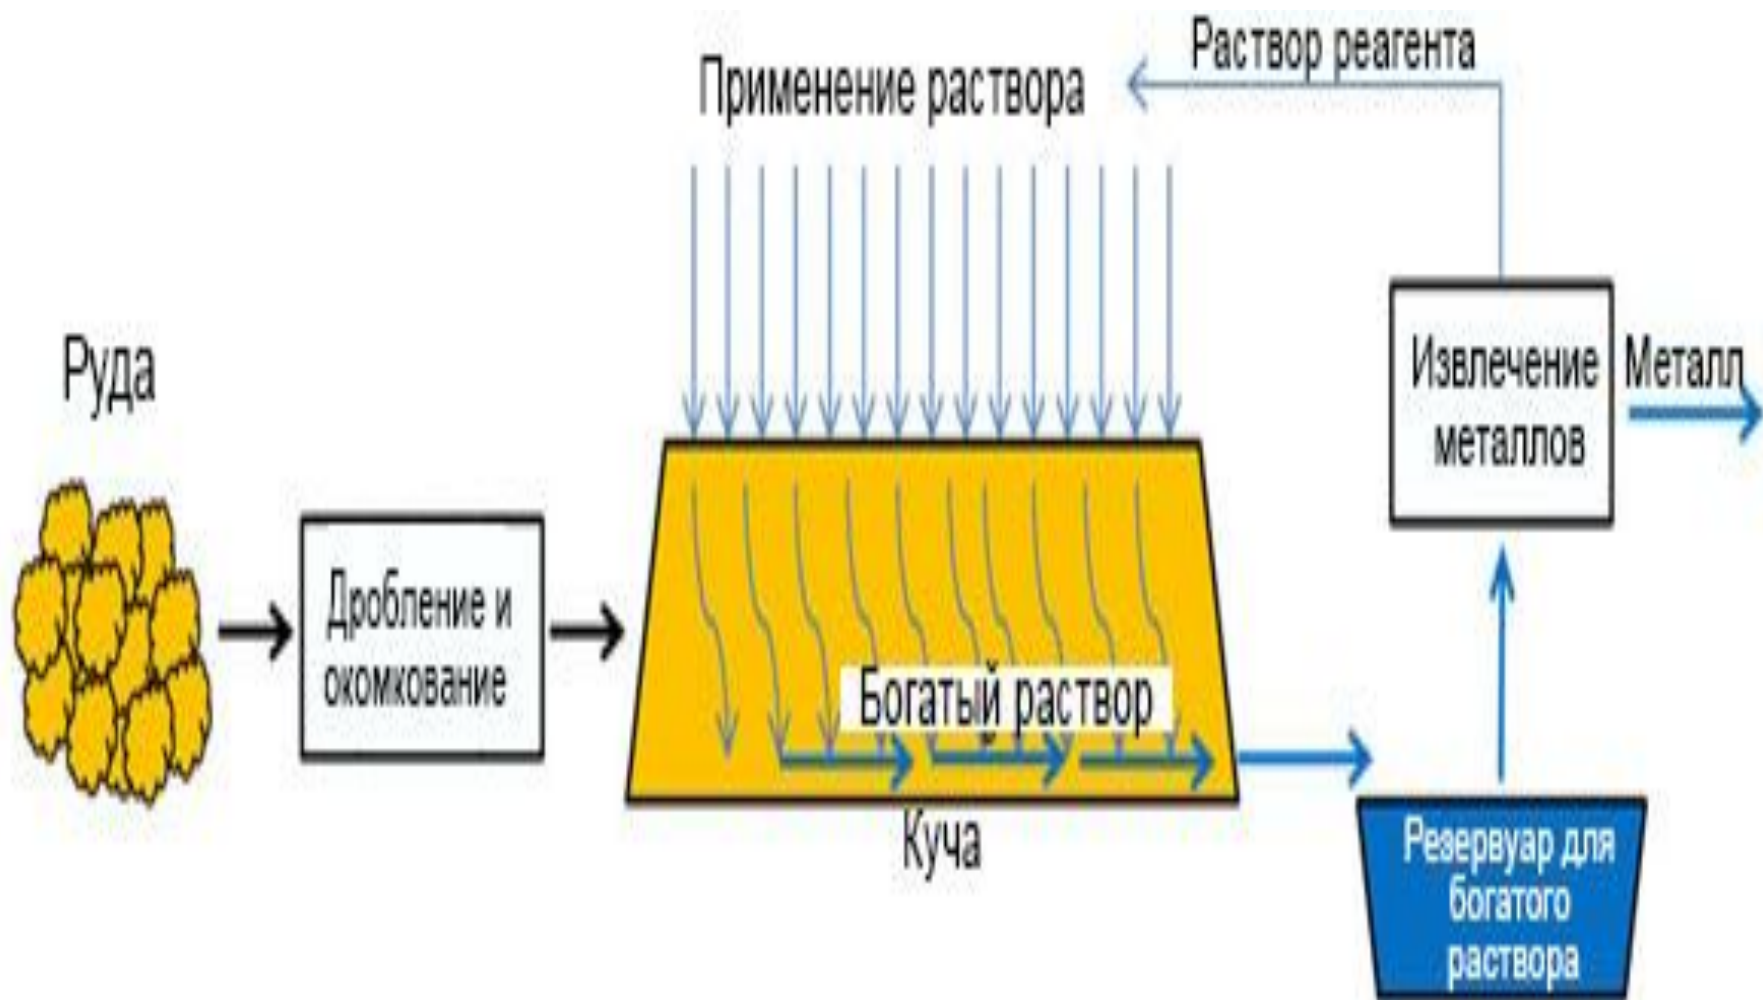 Раствор реагента
Применение раствора
Руда
Дробление и
окомкование
Богатый раствор
Куча
Извлечение
металлов
Металл
Резервуар для
богатого
раствора